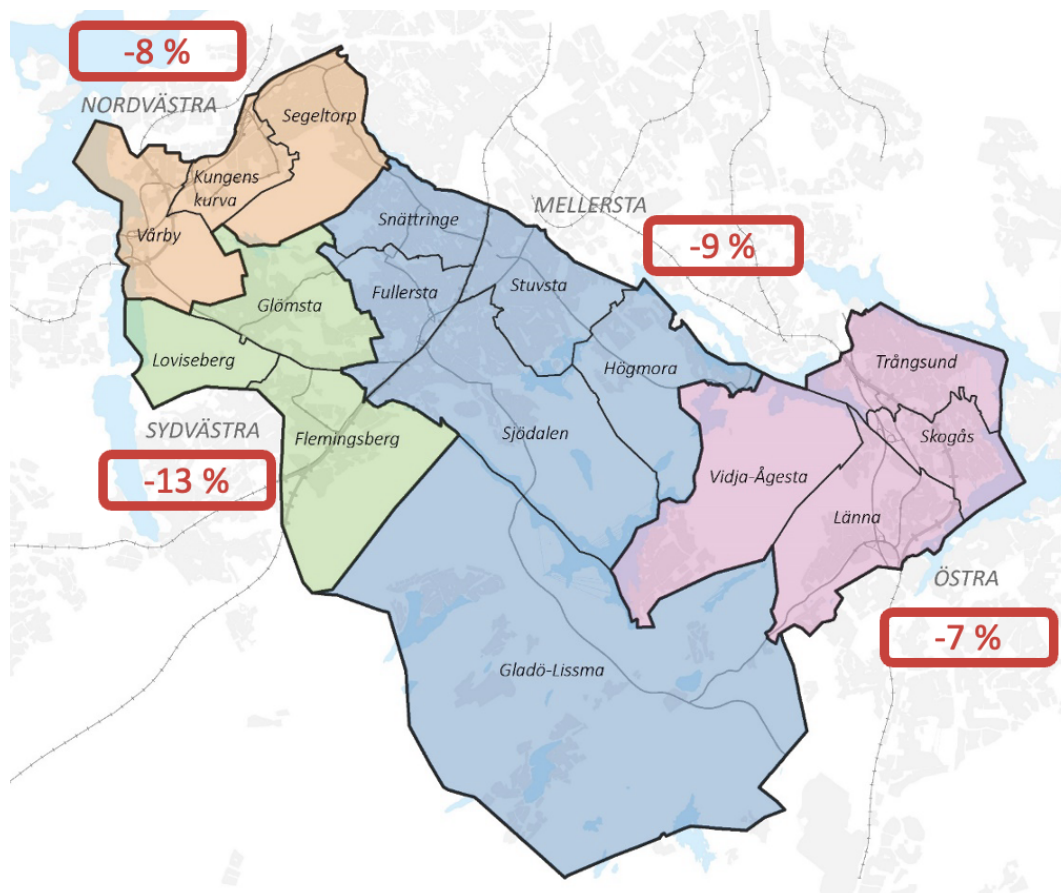 -8 %
NORDVÄSTRA
Segeltorp
Kungens
kurva
Vårby
Snättringe
MELLERSTA
-9 %
Glömsta
Fullersta
Stuvsta
Loviseberg
Högmora
Trångsund
SYDVÄSTRA
Flemingsberg
Sjödalen
Skogås
-13 %
Vidja-Ågesta
Länna
ÖSTRA
-7 %
Gladö-Lissma